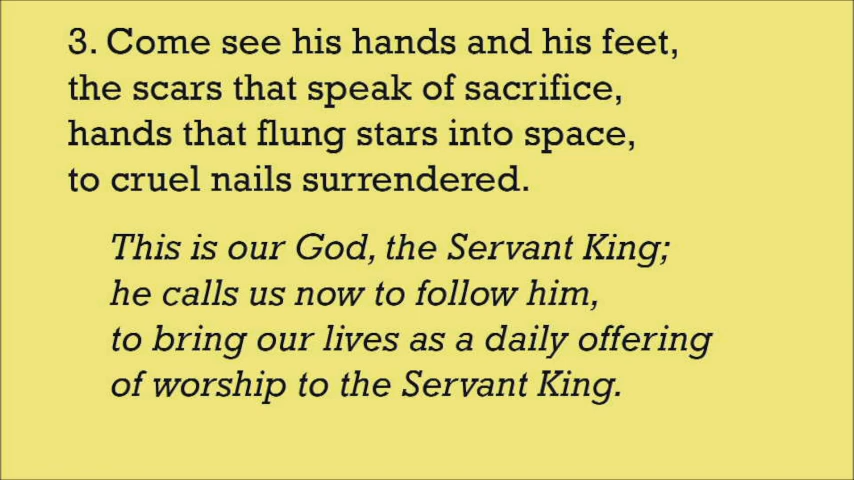 3. Come see his hands and his feet,
the scars that speak of sacrifice,
hands that flung stars into space,
to cruel nails surrendered.
This is our God, the Servant King;
he calls us now to follow him,
to bring our lives as a daily offering
of worship to the Servant King.